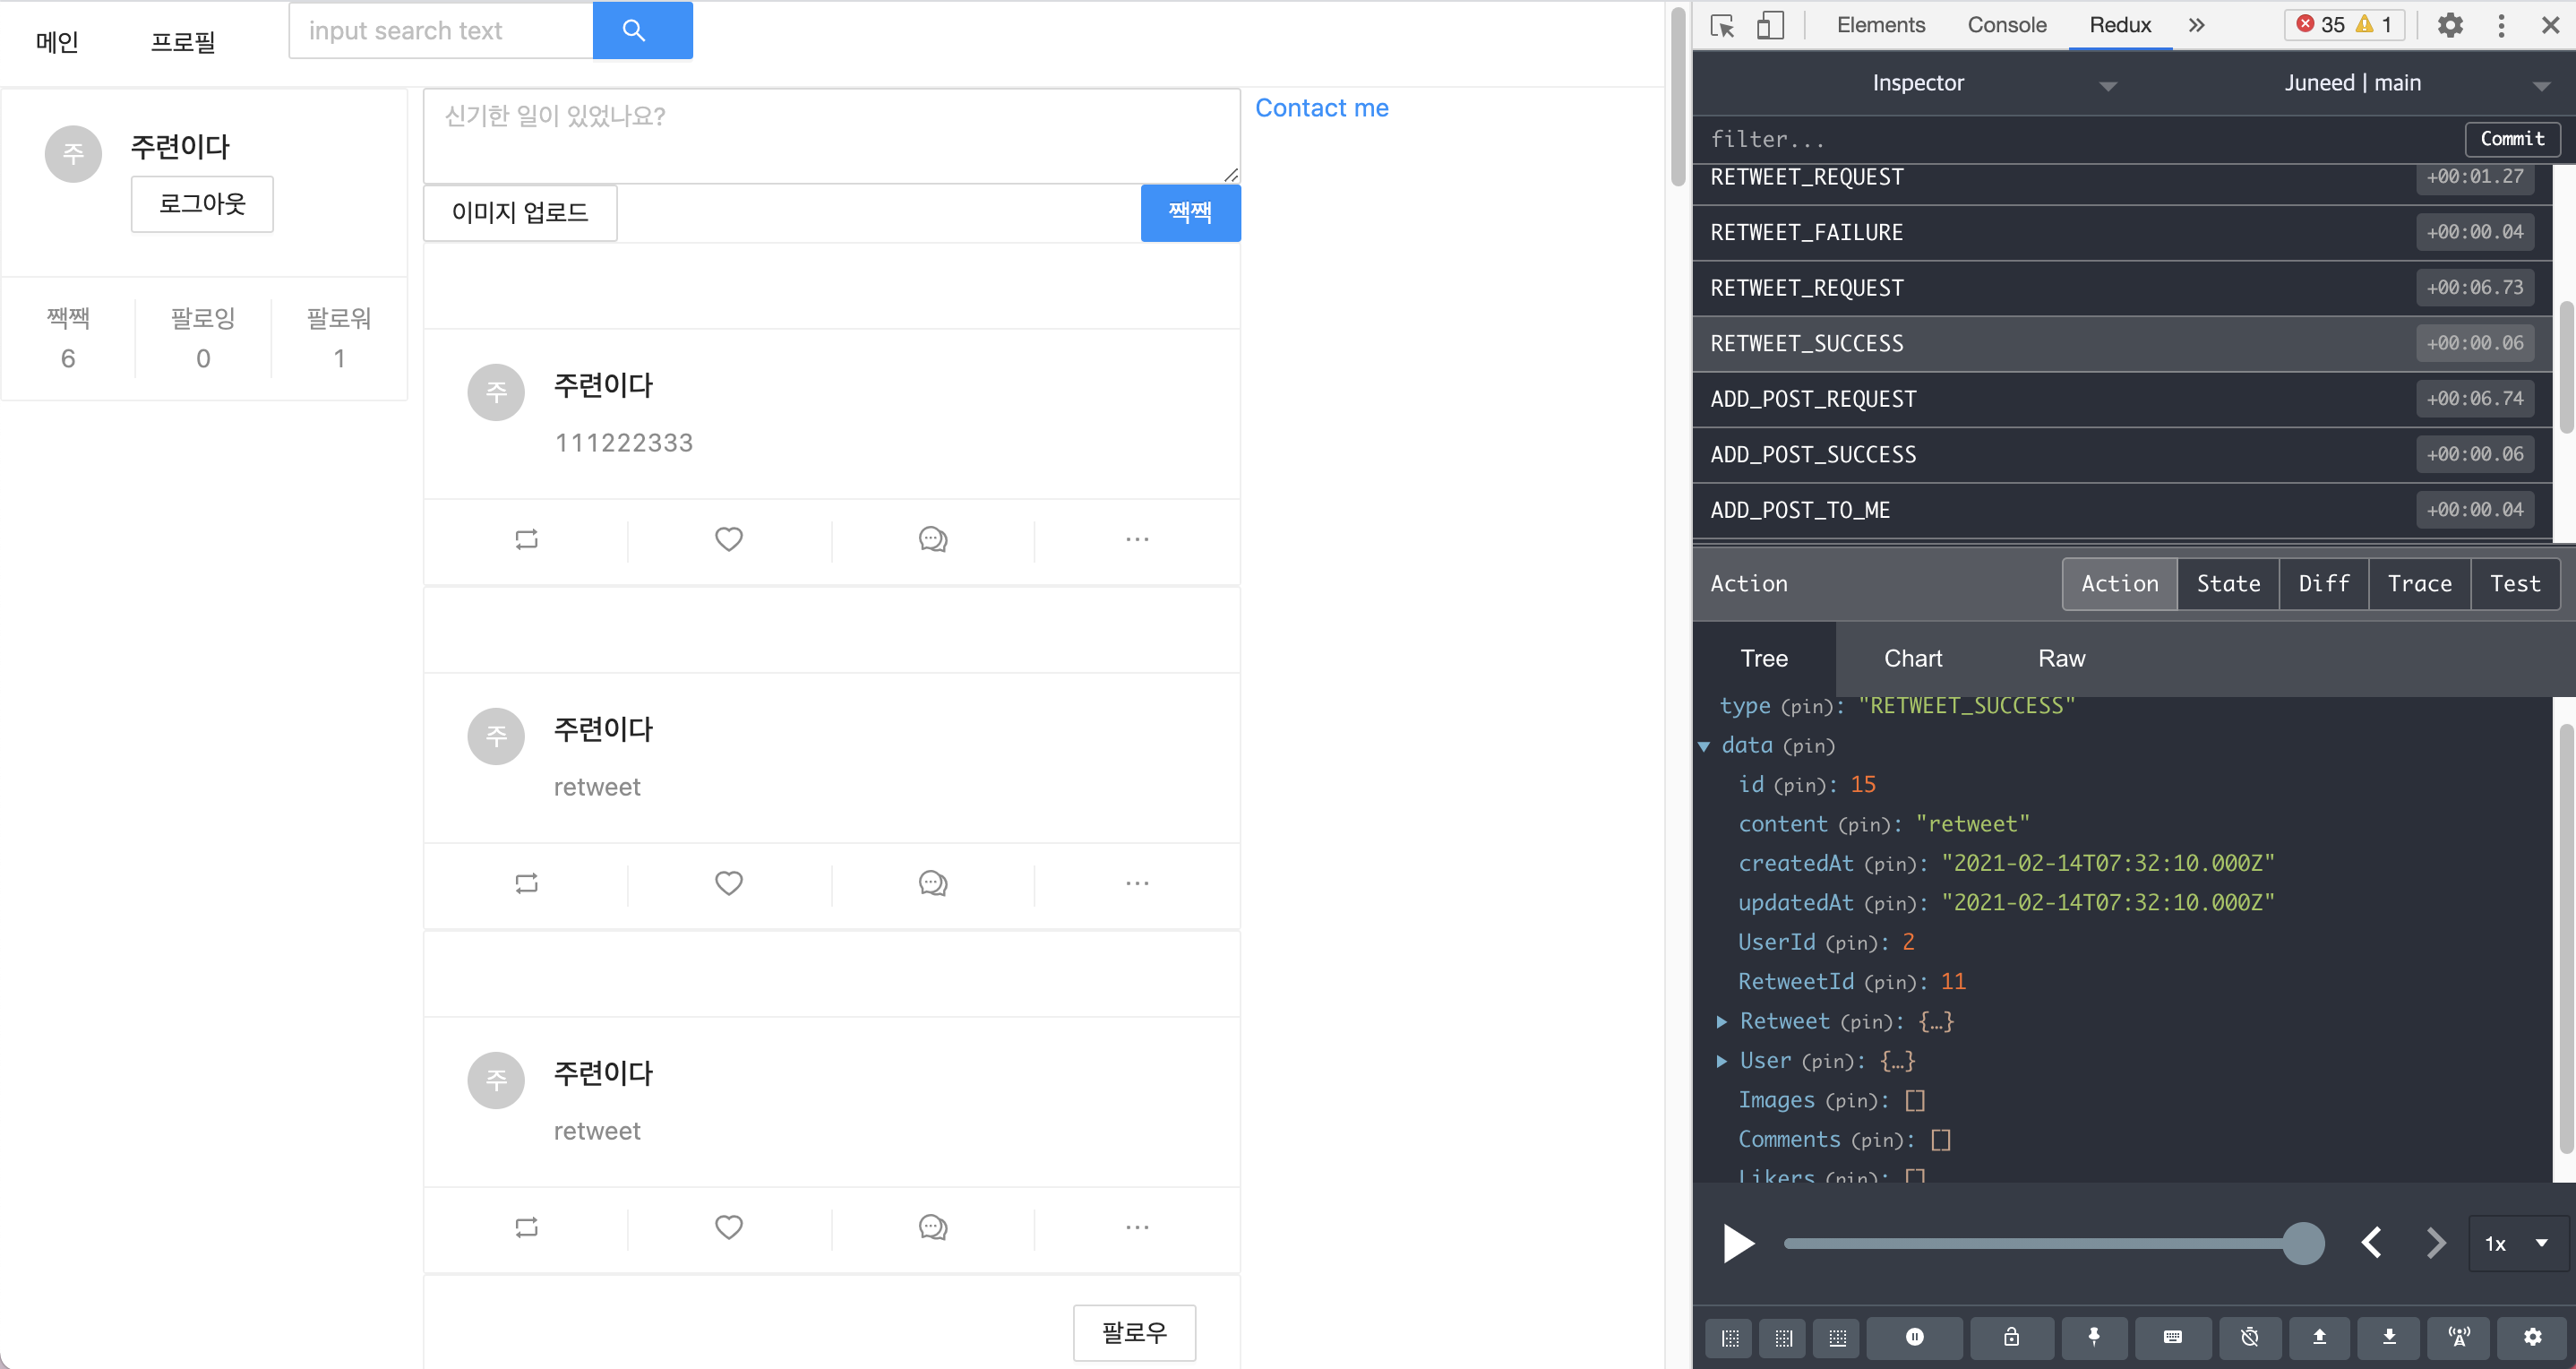 메인
프로필
input search text
주
주련이다
로그아웃
짹짹
6
팔로잉
0
팔로워
1
신기한 일이 있었나요?
이미지 업로드
짹짹
Contact me
주
주련이다
111222333
주
주련이다
retweet
주
주련이다
retweet
팔로우
Elements
Console
Redux
35
1
Inspector
Juneed | main
filter...
Commit
RETWEET_REQUEST +00:01.27
RETWEET_FAILURE +00:00.04
RETWEET_REQUEST +00:06.73
RETWEET_SUCCESS +00:00.06
ADD_POST_REQUEST +00:06.74
ADD_POST_SUCCESS +00:00.06
ADD_POST_TO_ME +00:00.04
Action
Action State Diff Trace Test
Tree Chart Raw
type (pin): "RETWEET_SUCCESS"
data (pin)
id (pin): 15
content (pin): "retweet"
createdAt (pin): "2021-02-14T07:32:10.000Z"
updatedAt (pin): "2021-02-14T07:32:10.000Z"
UserId (pin): 2
RetweetId (pin): 11
Retweet (pin): {…}
User (pin): {…}
Images (pin): []
Comments (pin): []
Likers (pin): []
1x